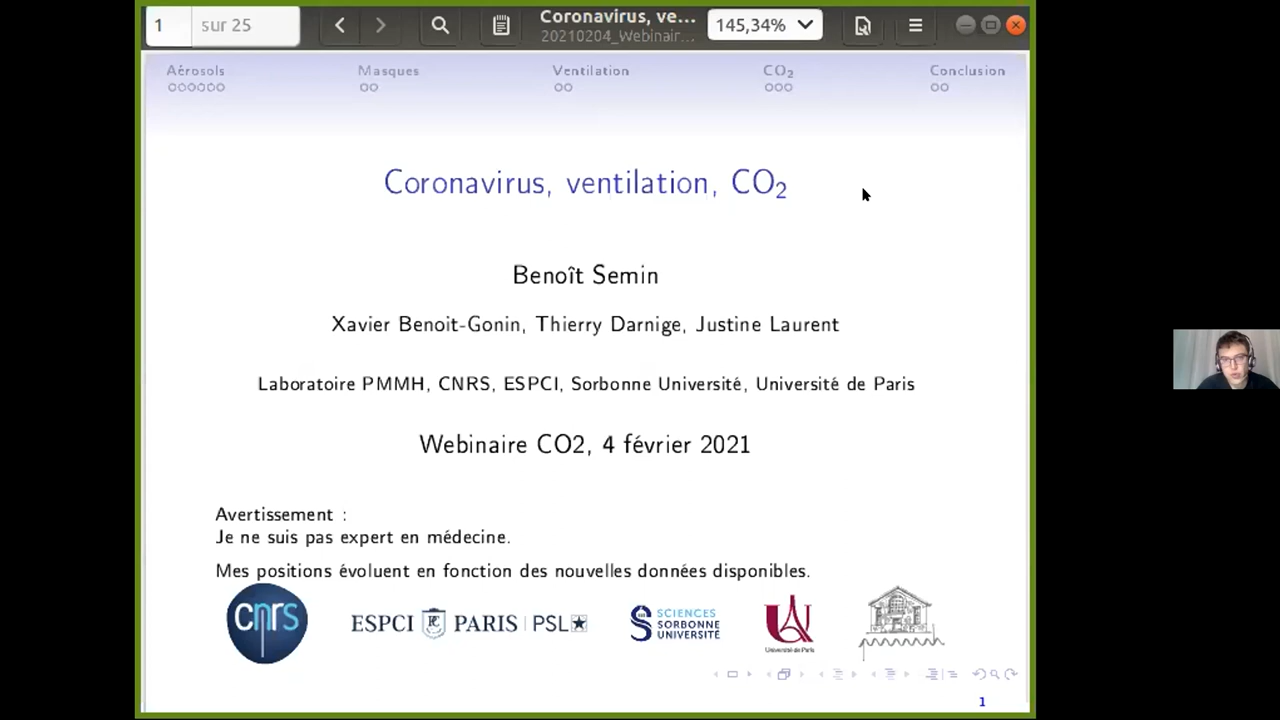 1 sur 25
Coronavirus, ve...
20210204_Webinair...
145,34%
Aérosols Masques Ventilation CO₂ Conclusion
Coronavirus, ventilation, CO₂
Benoît Semin
Xavier Benoit-Gonin, Thierry Darnige, Justine Laurent
Laboratoire PMMH, CNRS, ESPCI, Sorbonne Université, Université de Paris
Webinaire CO2, 4 février 2021
Avertissement :
Je ne suis pas expert en médecine.
Mes positions évoluent en fonction des nouvelles données disponibles.
cnrs
ESPCI PARIS PSL
SCIENCES
SORBONNE
UNIVERSITÉ
Université de Paris
1